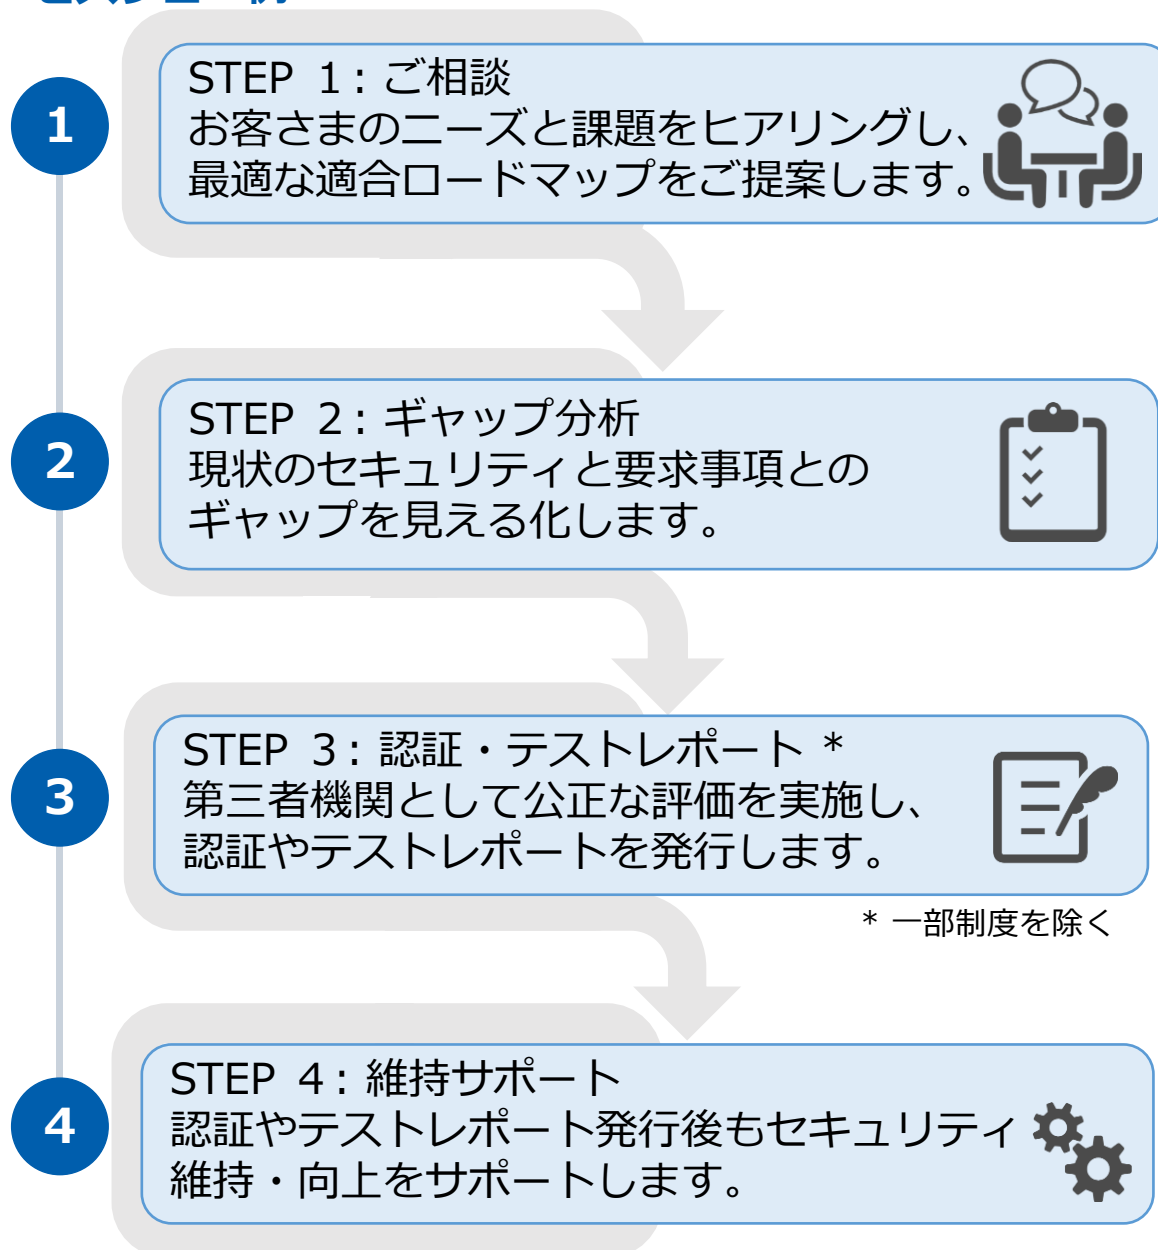 1
STEP 1：ご相談
お客さまのニーズと課題をヒアリングし、
最適な適合ロードマップをご提案します。
2
STEP 2：ギャップ分析
現状のセキュリティと要求事項との
ギャップを見える化します。
3
STEP 3：認証・テストレポート *
第三者機関として公正な評価を実施し、
認証やテストレポートを発行します。
* 一部制度を除く
4
STEP 4：維持サポート
認証やテストレポート発行後もセキュリティ
維持・向上をサポートします。